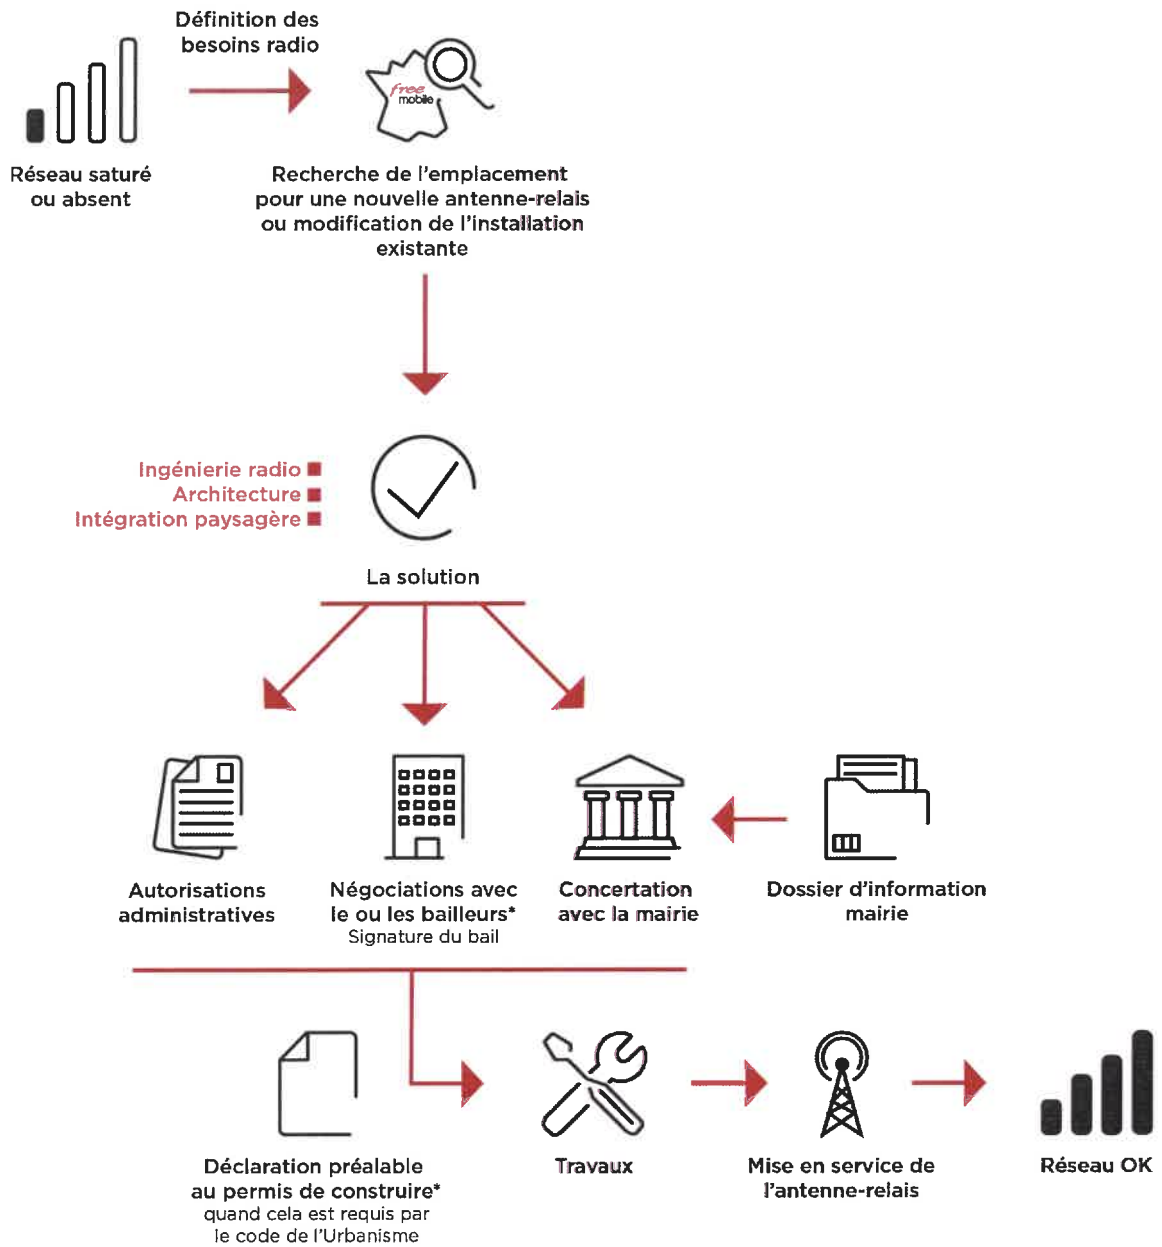 Définition des
besoins radio
free
mobile
Réseau saturé
ou absent
Recherche de l'emplacement
pour une nouvelle antenne-relais
ou modification de l'installation
existante
Ingénierie radio
Architecture
Intégration paysagère
La solution
Autorisations
administratives
Négociations avec
le ou les bailleurs*
Signature du bail
Concertation
avec la mairie
Dossier d'information
mairie
Déclaration préalable
au permis de construire*
quand cela est requis par
le code de l'Urbanisme
Travaux
Mise en service de
l'antenne-relais
Réseau OK